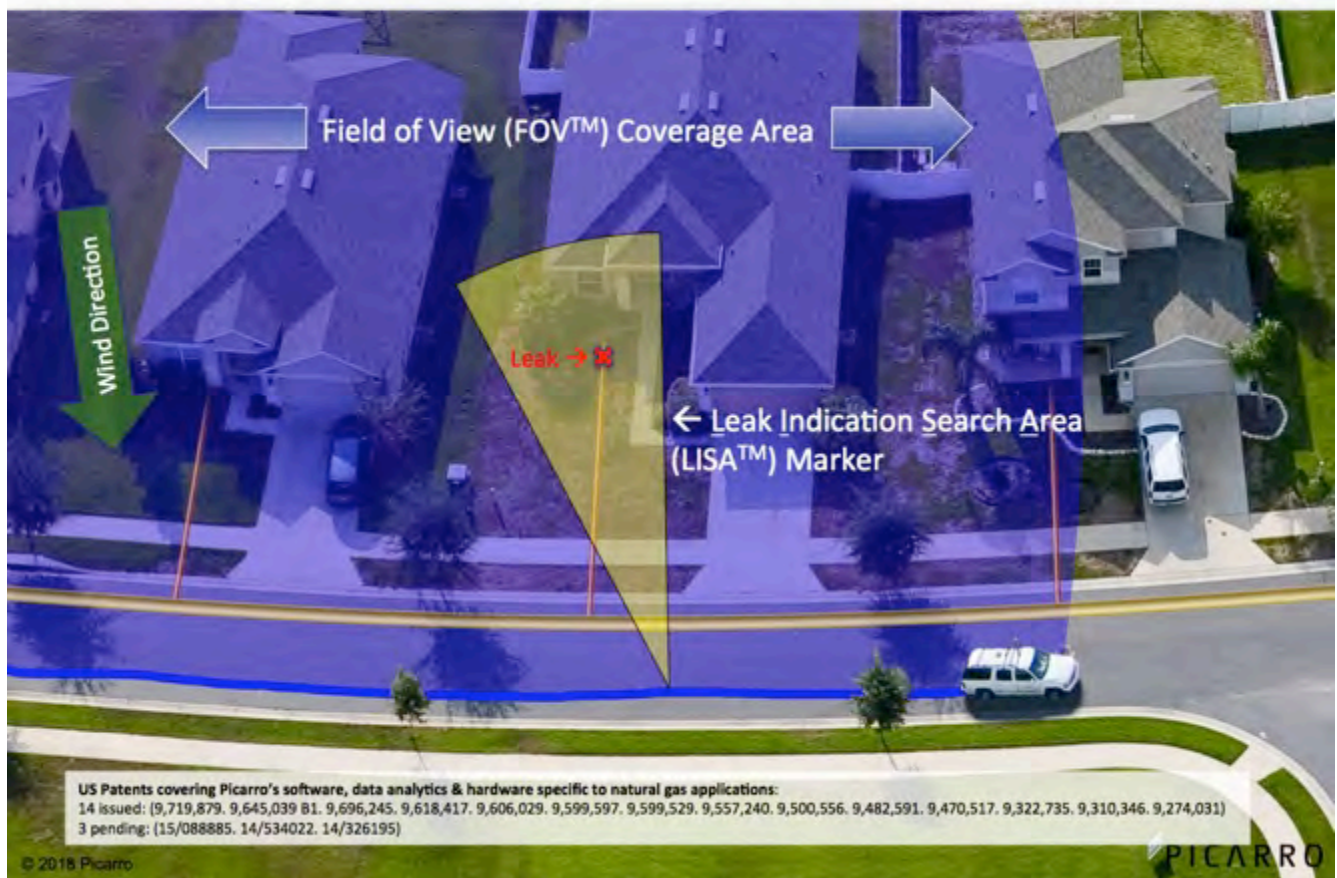 Field of View (FOV™) Coverage Area
Wind Direction
Leak → ✖
← Leak Indication Search Area
(LISA™) Marker
US Patents covering Picarro's software, data analytics & hardware specific to natural gas applications:
14 issued: (9,719,879. 9,645,039 B1. 9,696,245. 9,618,417. 9,606,029. 9,599,597. 9,599,529. 9,557,240. 9,500,556. 9,482,591. 9,470,517. 9,322,735. 9,310,346. 9,274,031)
3 pending: (15/088885. 14/534022. 14/326195)
© 2018 Picarro
PICARRO